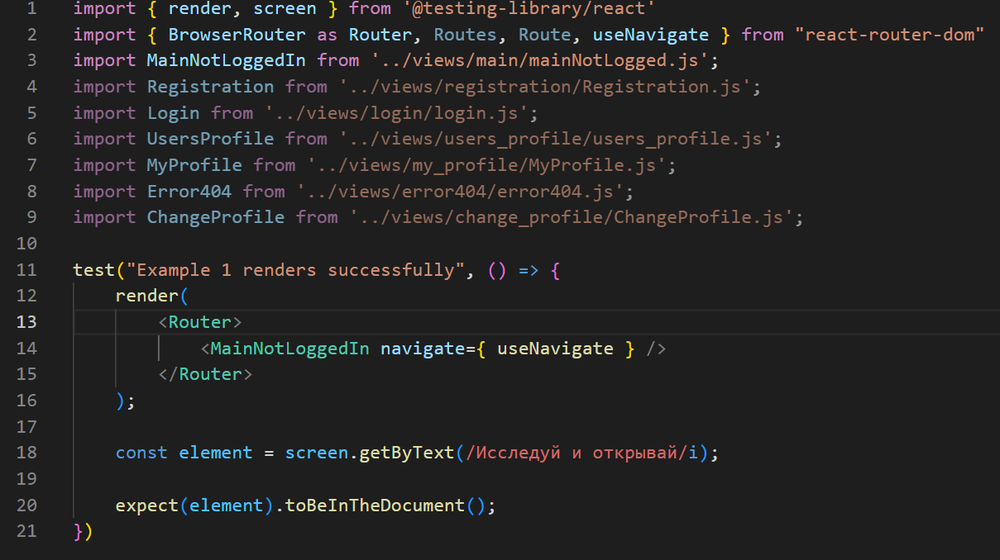 1 import { render, screen } from '@testing-library/react'
2 import { BrowserRouter as Router, Routes, Route, useNavigate } from "react-router-dom"
3 import MainNotLoggedIn from '../views/main/mainNotLogged.js';
4 import Registration from '../views/registration/Registration.js';
5 import Login from '../views/login/login.js';
6 import UsersProfile from '../views/users_profile/users_profile.js';
7 import MyProfile from '../views/my_profile/MyProfile.js';
8 import Error404 from '../views/error404/error404.js';
9 import ChangeProfile from '../views/change_profile/ChangeProfile.js';
10
11 test("Example 1 renders successfully", () => {
12     render(
13         <Router>
14             <MainNotLoggedIn navigate={ useNavigate } />
15         </Router>
16     );
17
18     const element = screen.getByText(/Исследуй и открывай/i);
19
20     expect(element).toBeInTheDocument();
21 })